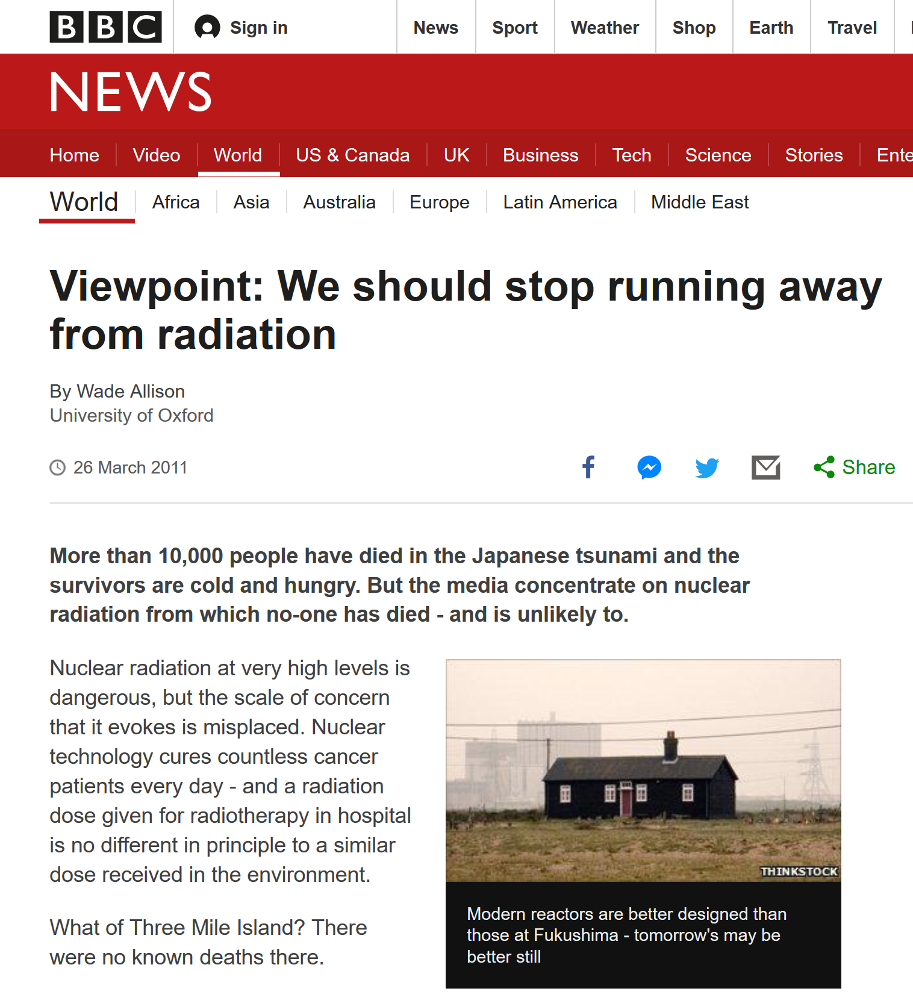 BBC
Sign in
News
Sport
Weather
Shop
Earth
Travel
NEWS
Home
Video
World
US & Canada
UK
Business
Tech
Science
Stories
Ente
World
Africa
Asia
Australia
Europe
Latin America
Middle East
Viewpoint: We should stop running away
from radiation
By Wade Allison
University of Oxford
26 March 2011
Share
More than 10,000 people have died in the Japanese tsunami and the
survivors are cold and hungry. But the media concentrate on nuclear
radiation from which no-one has died - and is unlikely to.
Nuclear radiation at very high levels is
dangerous, but the scale of concern
that it evokes is misplaced. Nuclear
technology cures countless cancer
patients every day - and a radiation
dose given for radiotherapy in hospital
is no different in principle to a similar
dose received in the environment.
What of Three Mile Island? There
were no known deaths there.
THINKSTOCK
Modern reactors are better designed than
those at Fukushima - tomorrow's may be
better still